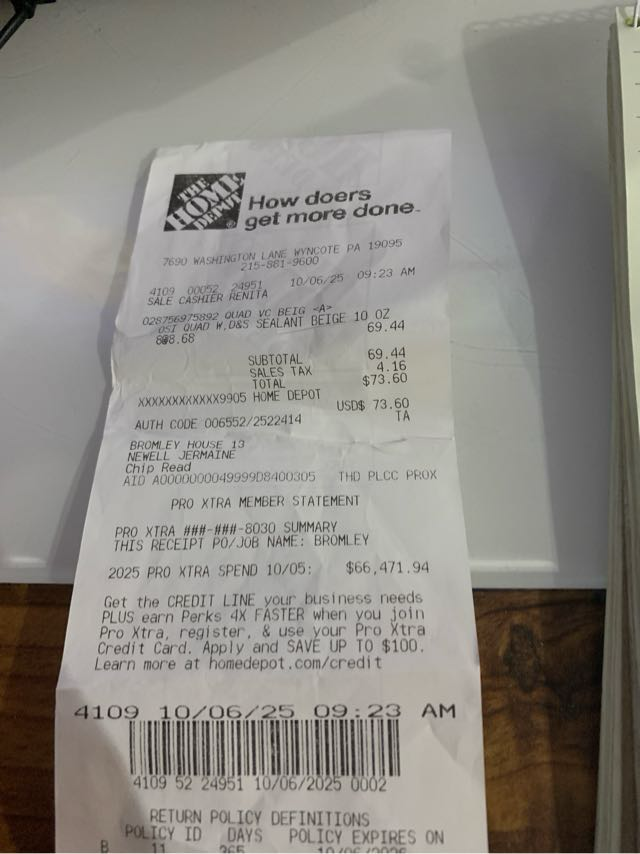 THE
HOME
DEPOT
How doers
get more done.
7690 WASHINGTON LANE WYNCOTE PA 19095
215-881-9600
4109 00052 24951 10/06/25 09:23 AM
SALE CASHIER RENITA
028756975892 QUAD VC BEIG <A>
OSI QUAD W,D&S SEALANT BEIGE 10 OZ
8@8.68 69.44
SUBTOTAL 69.44
SALES TAX 4.16
TOTAL $73.60
XXXXXXXXXXXX9905 HOME DEPOT
USD$ 73.60
AUTH CODE 006552/2522414 TA
BROMLEY HOUSE 13
NEWELL JERMAINE
Chip Read
AID A0000000049999D8400305 THD PLCC PROX
PRO XTRA MEMBER STATEMENT
PRO XTRA ###-###-8030 SUMMARY
THIS RECEIPT PO/JOB NAME: BROMLEY
2025 PRO XTRA SPEND 10/05: $66,471.94
Get the CREDIT LINE your business needs
PLUS earn Perks 4X FASTER when you join
Pro Xtra, register, & use your Pro Xtra
Credit Card. Apply and SAVE UP TO $100.
Learn more at homedepot.com/credit
4109 10/06/25 09:23 AM
4109 52 24951 10/06/2025 0002
RETURN POLICY DEFINITIONS
POLICY ID DAYS POLICY EXPIRES ON
B 11 365 10/06/2026